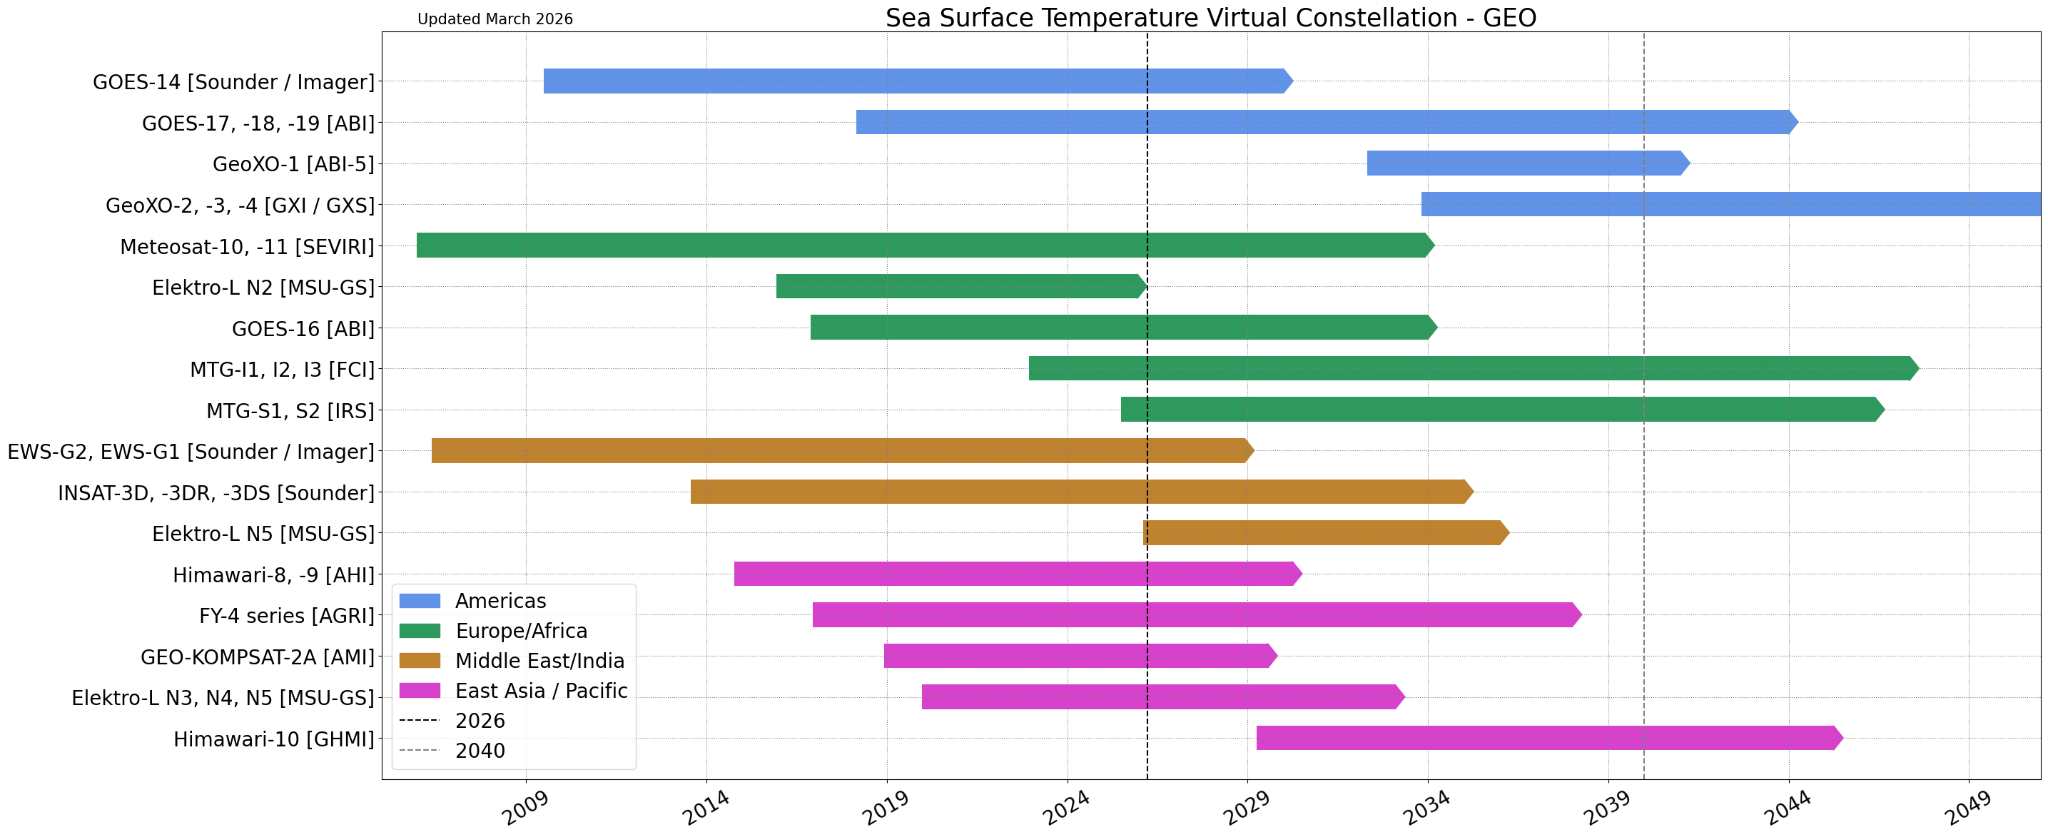 Updated March 2026
Sea Surface Temperature Virtual Constellation - GEO
GOES-14 [Sounder / Imager]
GOES-17, -18, -19 [ABI]
GeoXO-1 [ABI-5]
GeoXO-2, -3, -4 [GXI / GXS]
Meteosat-10, -11 [SEVIRI]
Elektro-L N2 [MSU-GS]
GOES-16 [ABI]
MTG-I1, I2, I3 [FCI]
MTG-S1, S2 [IRS]
EWS-G2, EWS-G1 [Sounder / Imager]
INSAT-3D, -3DR, -3DS [Sounder]
Elektro-L N5 [MSU-GS]
Himawari-8, -9 [AHI]
FY-4 series [AGRI]
GEO-KOMPSAT-2A [AMI]
Elektro-L N3, N4, N5 [MSU-GS]
Himawari-10 [GHMI]
Americas
Europe/Africa
Middle East/India
East Asia / Pacific
2026
2040
2009 2014 2019 2024 2029 2034 2039 2044 2049